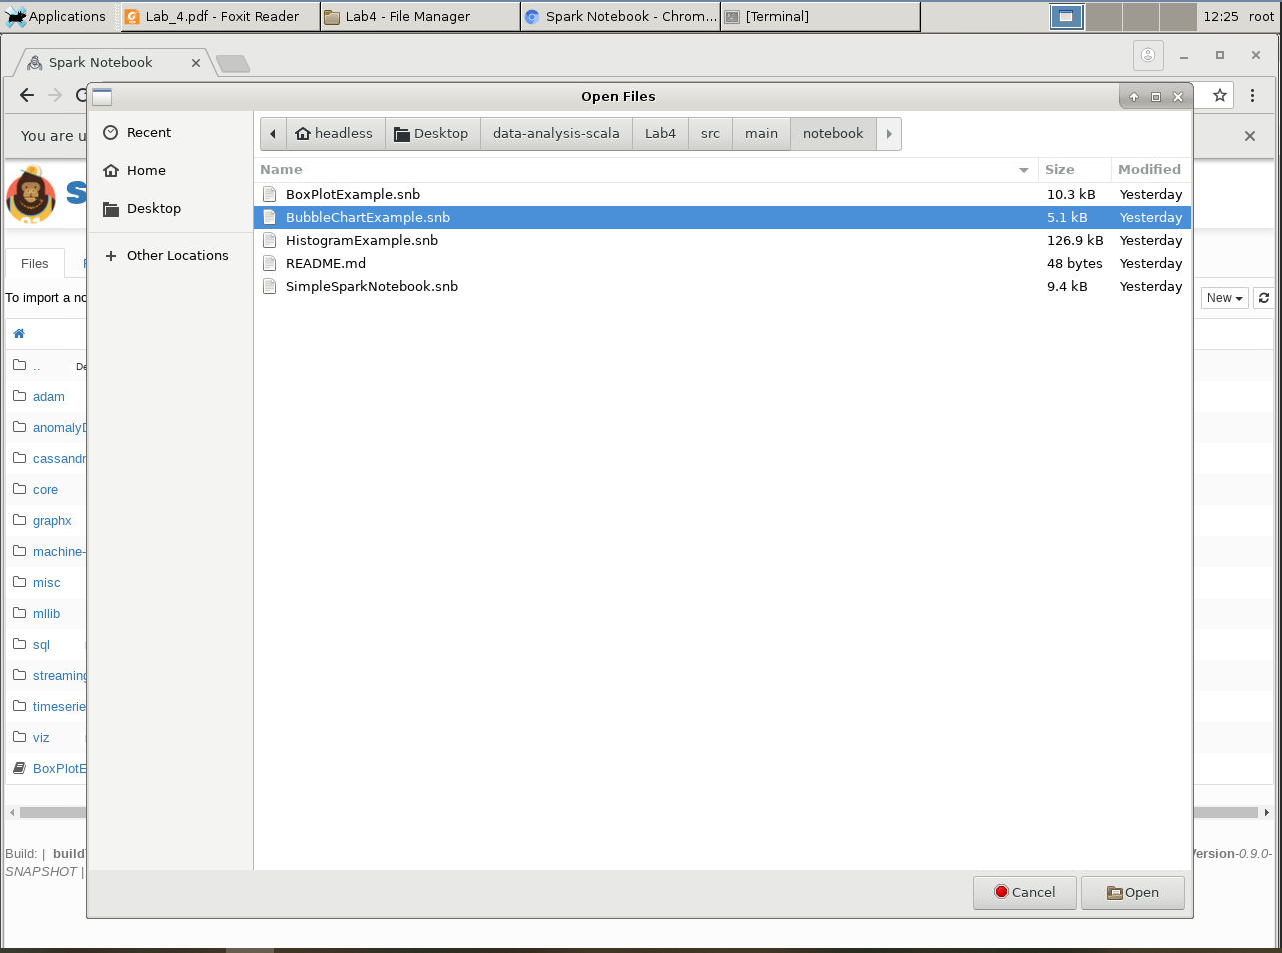 Applications
Lab_4.pdf - Foxit Reader
Lab4 - File Manager
Spark Notebook - Chrom...
[Terminal]
12:25 root
Spark Notebook
Open Files
You are u
Recent
Home
Desktop
Other Locations
headless
Desktop
data-analysis-scala
Lab4
src
main
notebook
Name Size Modified
BoxPlotExample.snb 10.3 kB Yesterday
BubbleChartExample.snb 5.1 kB Yesterday
HistogramExample.snb 126.9 kB Yesterday
README.md 48 bytes Yesterday
SimpleSparkNotebook.snb 9.4 kB Yesterday
S
Files
To import a no
New
.. De
adam
anomalyD
cassandr
core
graphx
machine-
misc
mllib
sql
streaming
timeserie
viz
BoxPlotE
Build: | build
Version-0.9.0-
SNAPSHOT |
Cancel
Open